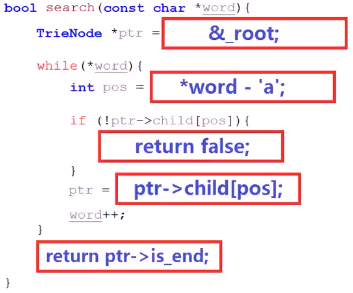 bool search(const char *word){
TrieNode *ptr = &_root;
while(*word){
int pos = *word - 'a';
if (!ptr->child[pos]){
return false;
}
ptr = ptr->child[pos];
word++;
}
return ptr->is_end;
}